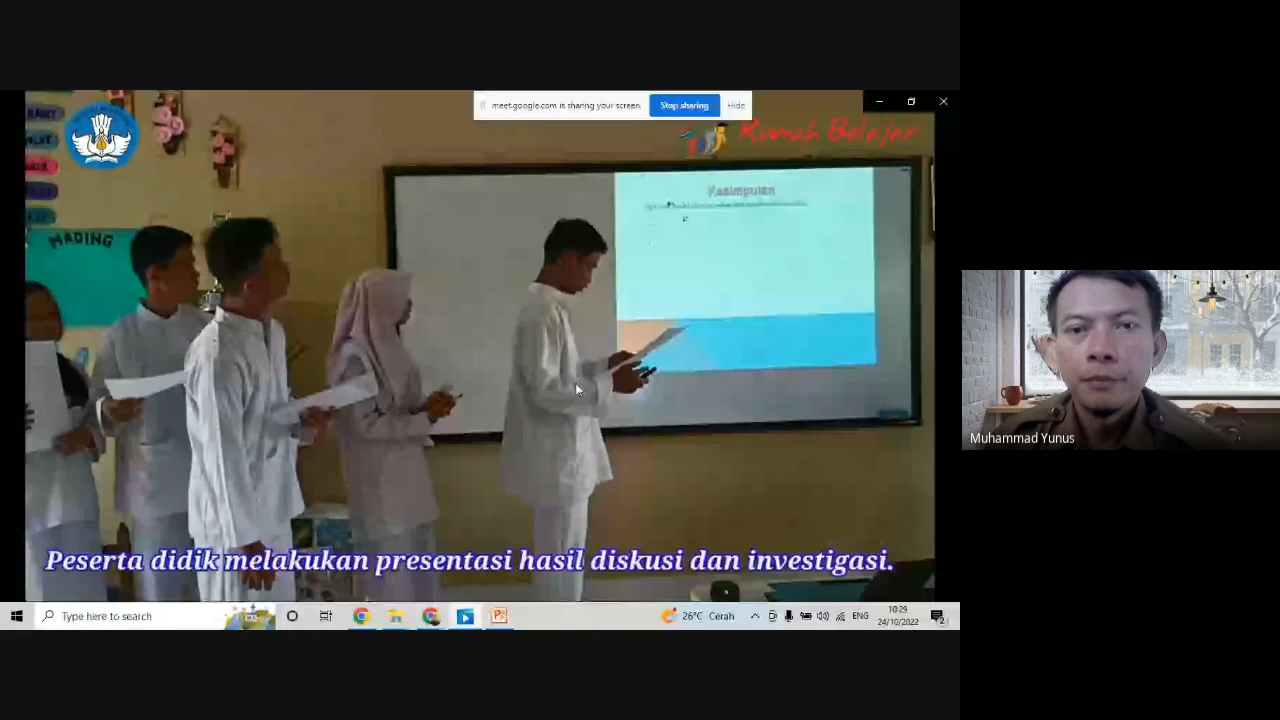 meet.google.com is sharing your screen.
Stop sharing
Hide
Rumah Belajar
MADING
Kesimpulan
Muhammad Yunus
Peserta didik melakukan presentasi hasil diskusi dan investigasi.
Type here to search
26°C Cerah
ENG
10:29
24/10/2022